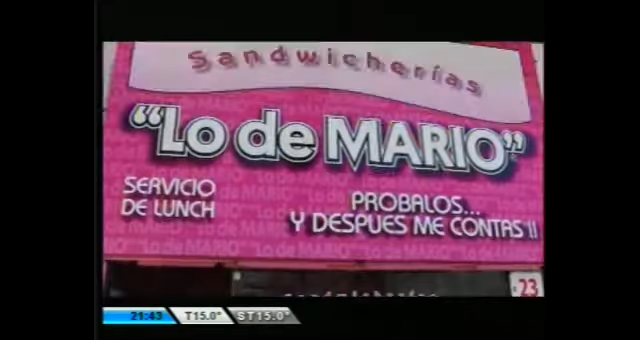 Sandwicherías
"Lo de MARIO"
SERVICIO
DE LUNCH
PROBALOS...
Y DESPUES ME CONTAS !!
23
21:43 T15.0° ST15.0°